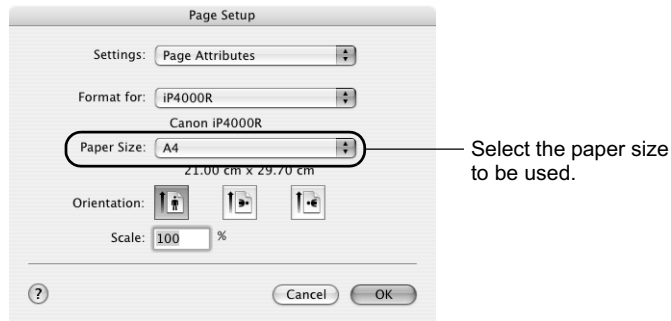 Page Setup
Settings: Page Attributes
Format for: iP4000R
Canon iP4000R
Paper Size: A4
21.00 cm x 29.70 cm
Orientation:
Scale: 100 %
? Cancel OK
Select the paper size
to be used.